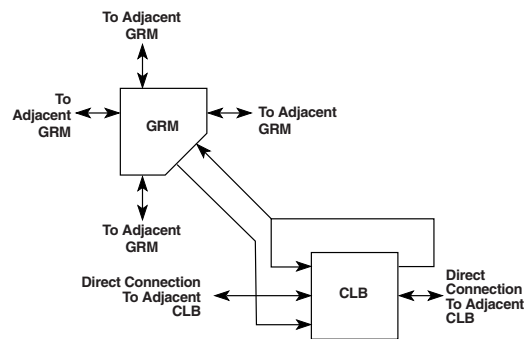 To Adjacent
GRM
To
Adjacent
GRM
GRM
To Adjacent
GRM
To Adjacent
GRM
Direct Connection
To Adjacent
CLB
CLB
Direct
Connection
To Adjacent
CLB